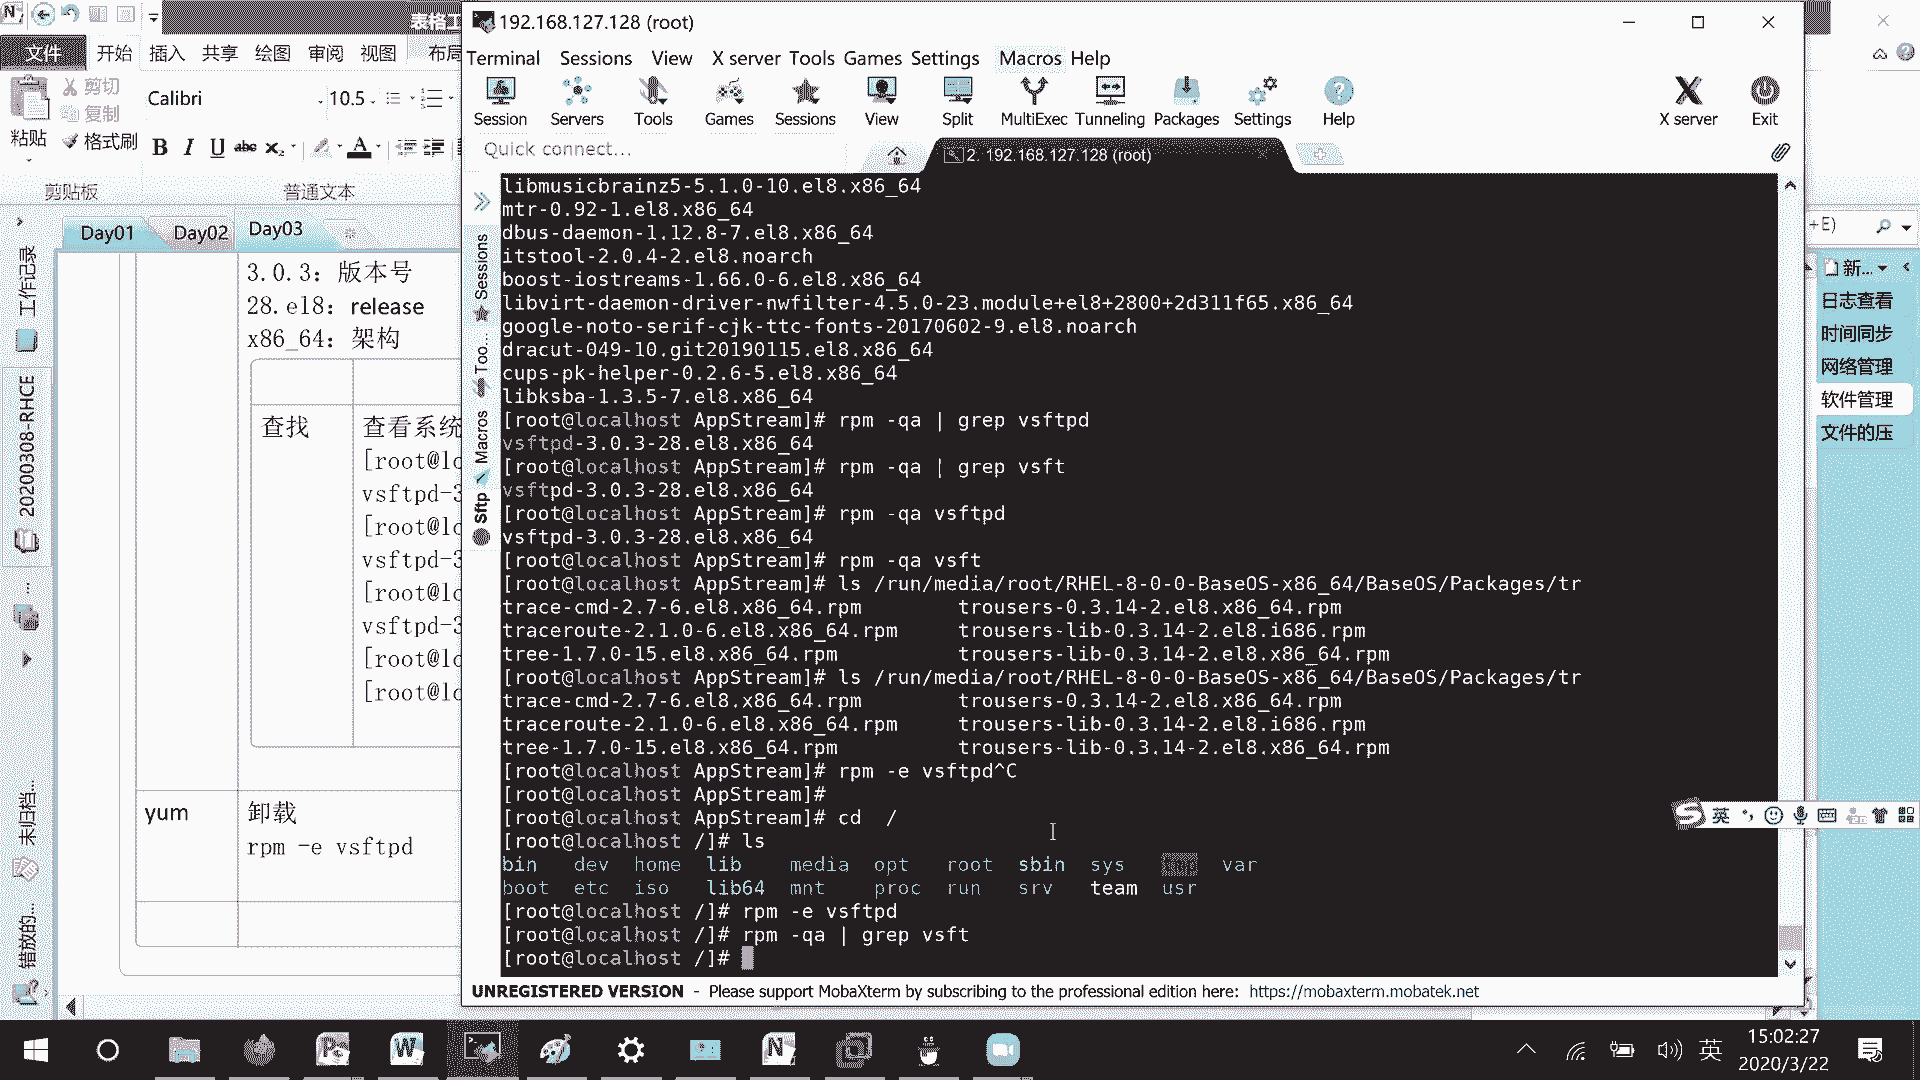 表格工
192.168.127.128 (root)
文件 开始 插入 共享 绘图 审阅 视图 布局
Terminal Sessions View X server Tools Games Settings Macros Help
剪切
复制
粘贴 格式刷
Calibri 10.5
B I U abc
剪贴板 普通文本
Session Servers Tools Games Sessions View Split MultiExec Tunneling Packages Settings Help X server Exit
Quick connect...
2. 192.168.127.128 (root)
Day01 Day02 Day03
工作记录
20200308-RHCE
未归档...
错放的...
3.0.3：版本号
28.el8：release
x86_64：架构
查找 查看系统
[root@lo
vsftpd-3
[root@lo
vsftpd-3
[root@lo
vsftpd-3
[root@lo
[root@lo
yum 卸载
rpm -e vsftpd
Sessions
Too...
Macros
Sftp
libmusicbrainz5-5.1.0-10.el8.x86_64
mtr-0.92-1.el8.x86_64
dbus-daemon-1.12.8-7.el8.x86_64
itstool-2.0.4-2.el8.noarch
boost-iostreams-1.66.0-6.el8.x86_64
libvirt-daemon-driver-nwfilter-4.5.0-23.module+el8+2800+2d311f65.x86_64
google-noto-serif-cjk-ttc-fonts-20170602-9.el8.noarch
dracut-049-10.git20190115.el8.x86_64
cups-pk-helper-0.2.6-5.el8.x86_64
libksba-1.3.5-7.el8.x86_64
[root@localhost AppStream]# rpm -qa | grep vsftpd
vsftpd-3.0.3-28.el8.x86_64
[root@localhost AppStream]# rpm -qa | grep vsft
vsftpd-3.0.3-28.el8.x86_64
[root@localhost AppStream]# rpm -qa vsftpd
vsftpd-3.0.3-28.el8.x86_64
[root@localhost AppStream]# rpm -qa vsft
[root@localhost AppStream]# ls /run/media/root/RHEL-8-0-0-BaseOS-x86_64/BaseOS/Packages/tr
trace-cmd-2.7-6.el8.x86_64.rpm trousers-0.3.14-2.el8.x86_64.rpm
traceroute-2.1.0-6.el8.x86_64.rpm trousers-lib-0.3.14-2.el8.i686.rpm
tree-1.7.0-15.el8.x86_64.rpm trousers-lib-0.3.14-2.el8.x86_64.rpm
[root@localhost AppStream]# ls /run/media/root/RHEL-8-0-0-BaseOS-x86_64/BaseOS/Packages/tr
trace-cmd-2.7-6.el8.x86_64.rpm trousers-0.3.14-2.el8.x86_64.rpm
traceroute-2.1.0-6.el8.x86_64.rpm trousers-lib-0.3.14-2.el8.i686.rpm
tree-1.7.0-15.el8.x86_64.rpm trousers-lib-0.3.14-2.el8.x86_64.rpm
[root@localhost AppStream]# rpm -e vsftpd^C
[root@localhost AppStream]#
[root@localhost AppStream]# cd /
[root@localhost /]# ls
bin dev home lib media opt root sbin sys var
boot etc iso lib64 mnt proc run srv team usr
[root@localhost /]# rpm -e vsftpd
[root@localhost /]# rpm -qa | grep vsft
[root@localhost /]#
UNREGISTERED VERSION - Please support MobaXterm by subscribing to the professional edition here: https://mobaxterm.mobatek.net
+E)
新...
日志查看
时间同步
网络管理
软件管理
文件的压
英
英
15:02:27
2020/3/22